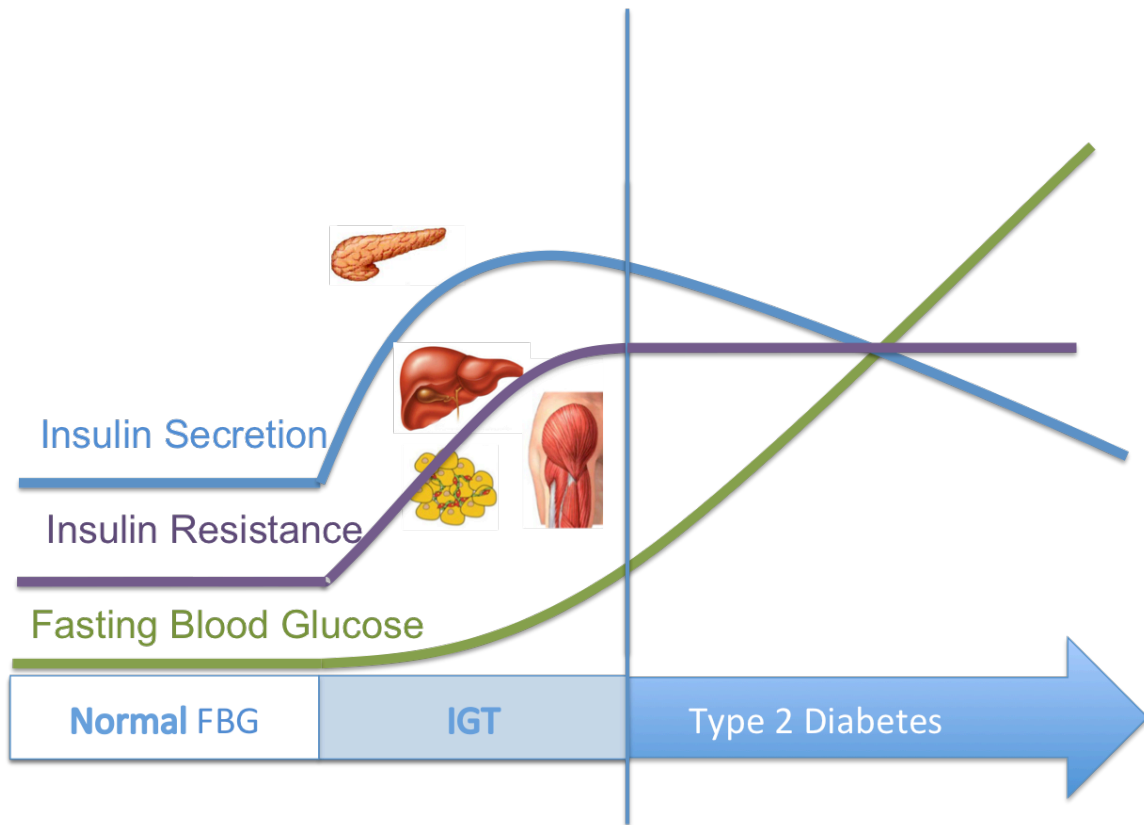 Insulin Secretion
Insulin Resistance
Fasting Blood Glucose
Normal FBG
IGT
Type 2 Diabetes